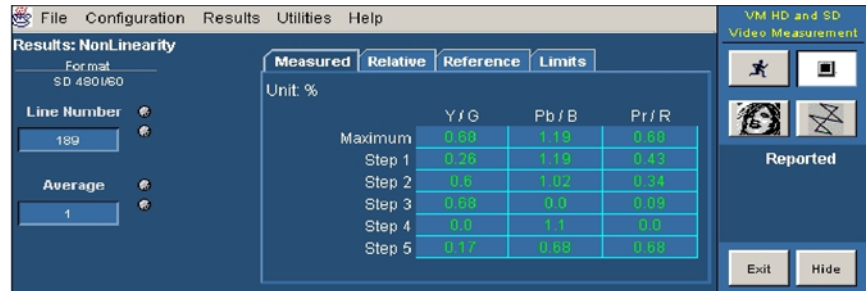 File Configuration Results Utilities Help
Results: NonLinearity
Format
SD 480I/60
Line Number
189
Average
1
Measured Relative Reference Limits
Unit: %
Y / G Pb / B Pr / R
Maximum 0.68 1.19 0.68
Step 1 0.26 1.19 0.43
Step 2 0.6 1.02 0.34
Step 3 0.68 0.0 0.09
Step 4 0.0 1.1 0.0
Step 5 0.17 0.68 0.68
VM HD and SD
Video Measurement
Reported
Exit Hide